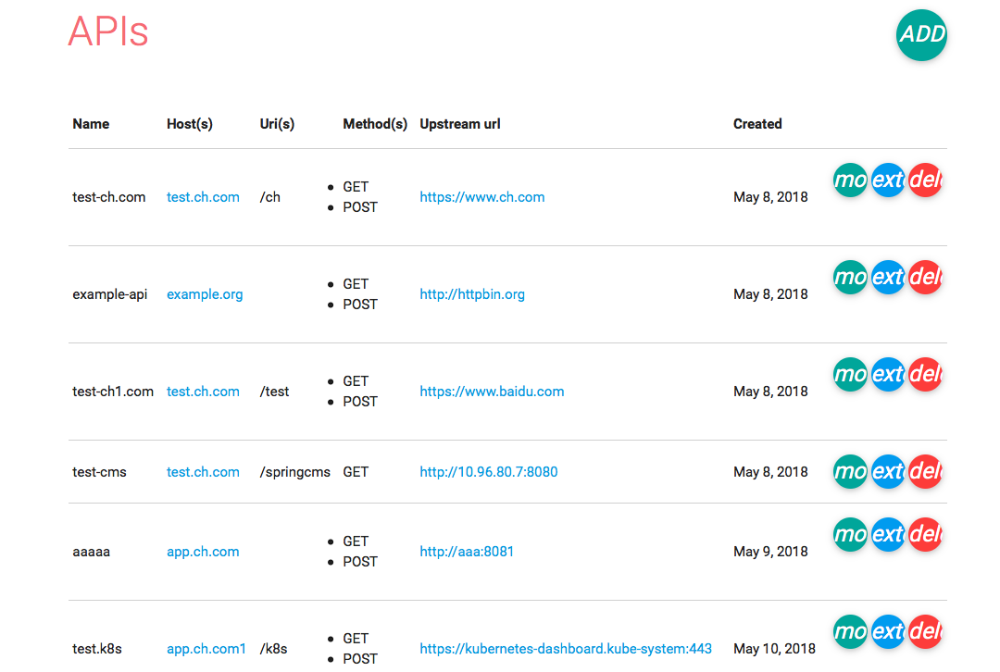 APIs
ADD
Name Host(s) Uri(s) Method(s) Upstream url Created
mo ext del
GET
test-ch.com test.ch.com /ch https://www.ch.com May 8, 2018
POST
mo ext del
GET
example-api example.org http://httpbin.org May 8, 2018
POST
mo ext del
GET
test-ch1.com test.ch.com /test https://www.baidu.com May 8, 2018
POST
test-cms test.ch.com /springcms GET http://10.96.80.7:8080 May 8, 2018 mo ext del
mo ext del
GET
aaaaa app.ch.com http://aaa:8081 May 9, 2018
POST
mo ext del
GET
test.k8s app.ch.com1 /k8s https://kubernetes-dashboard.kube-system:443 May 10, 2018
POST